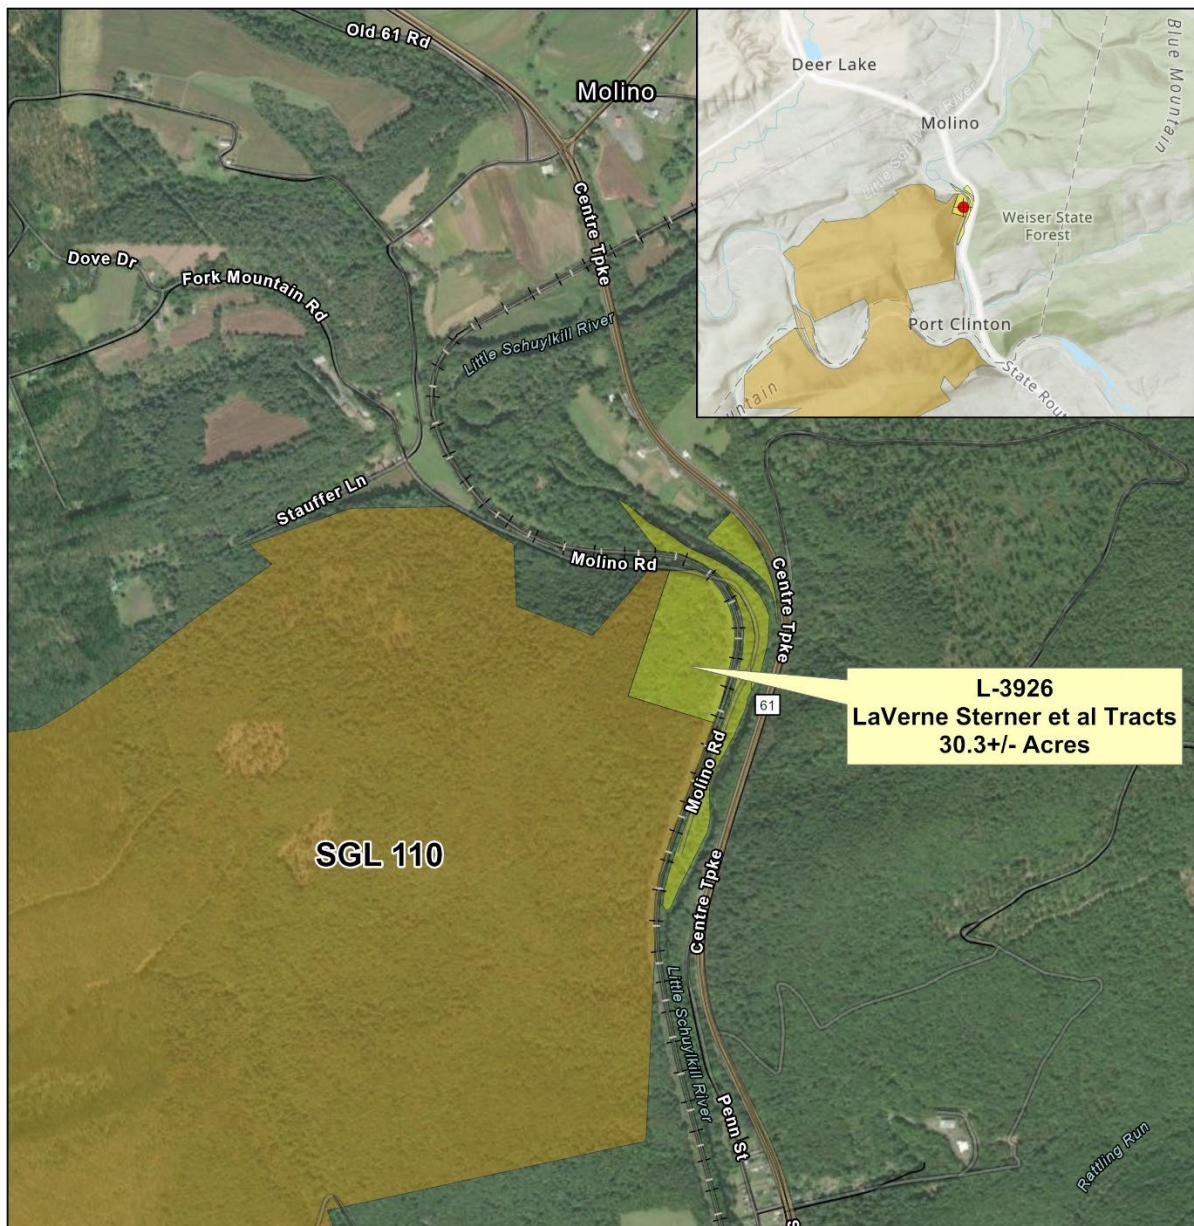 Old 61 Rd
Molino
Deer Lake
Molino
Little Schuylkill River
Blue Mountain
Weiser State
Forest
Port Clinton
State Rou
untain
Centre Tpke
Dove Dr
Fork Mountain Rd
Little Schuylkill River
Stauffer Ln
Molino Rd
Centre Tpke
61
L-3926
LaVerne Sterner et al Tracts
30.3+/- Acres
Molino Rd
SGL 110
Centre Tpke
Little Schuylkill River
Penn St
Rattling Run
S